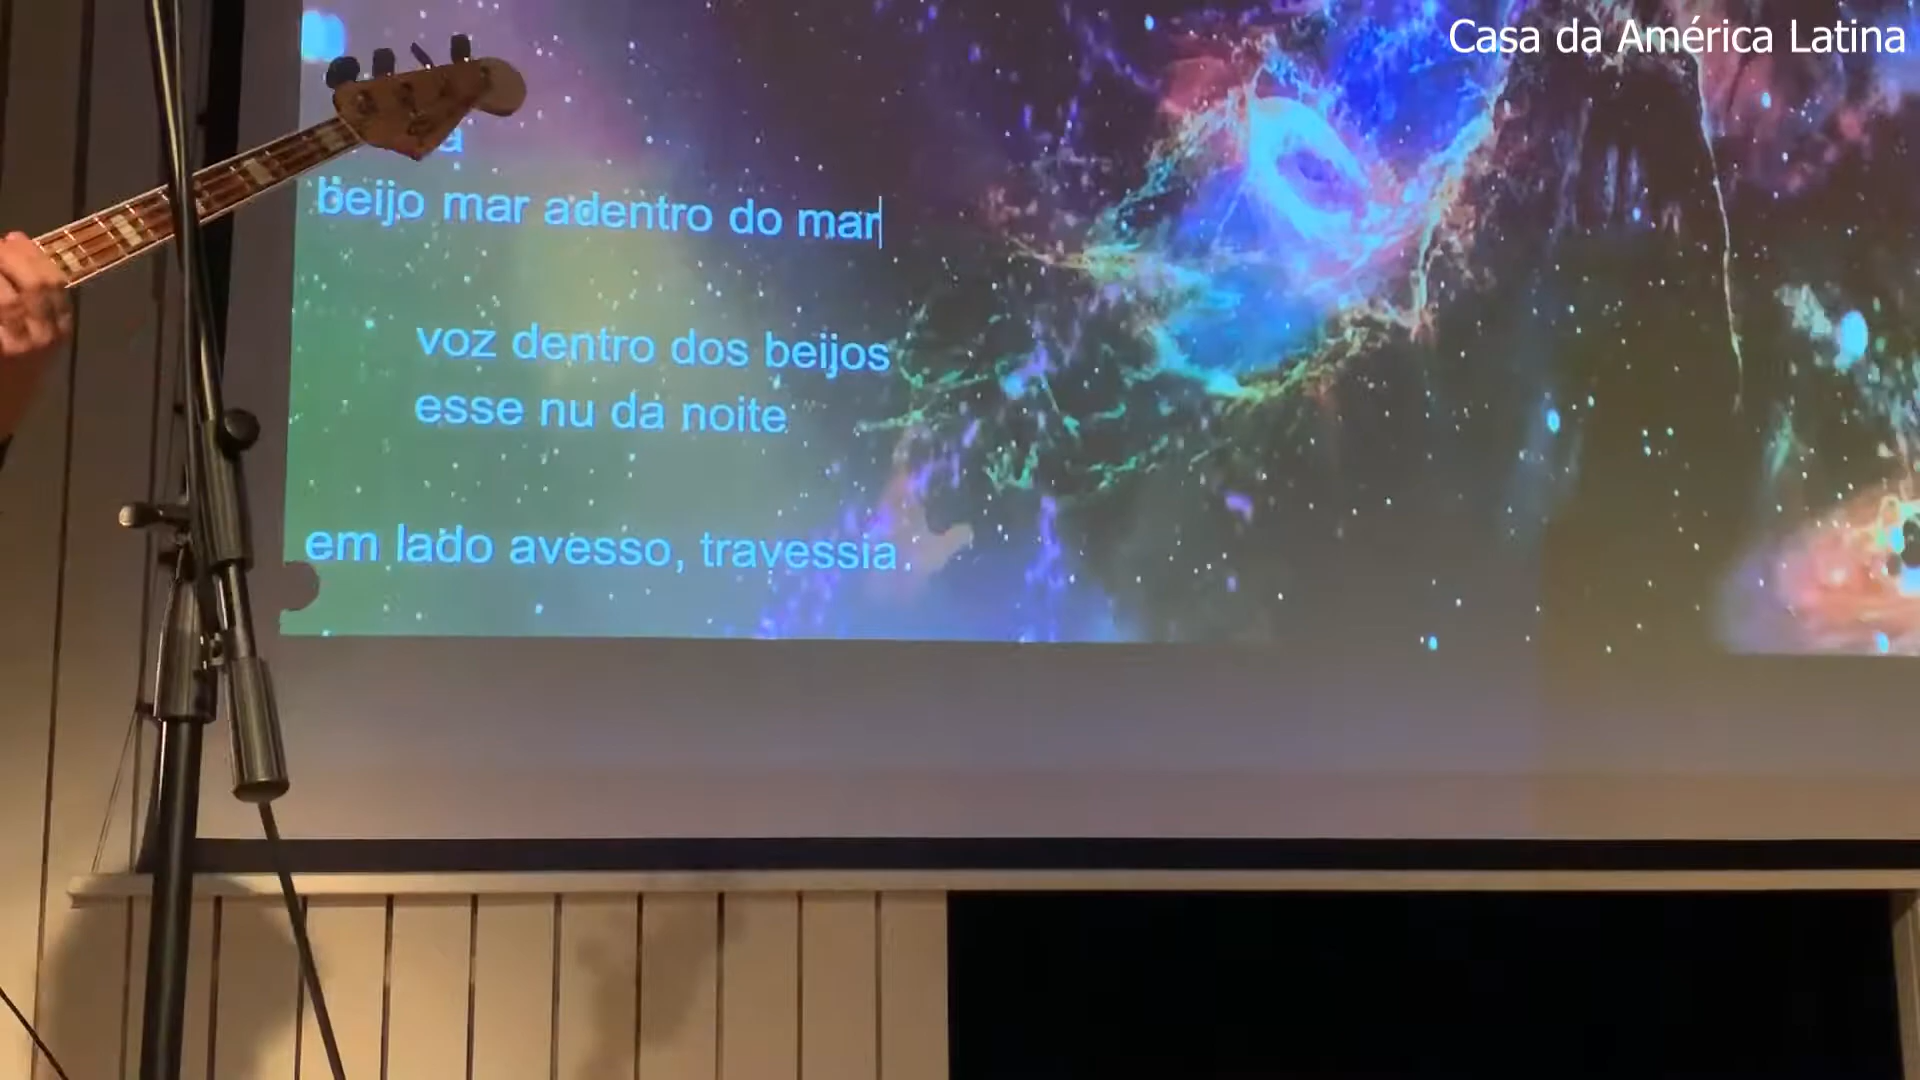 Casa da América Latina
beijo mar adentro do mar
voz dentro dos beijos
esse nu da noite
em lado avesso, travessia.